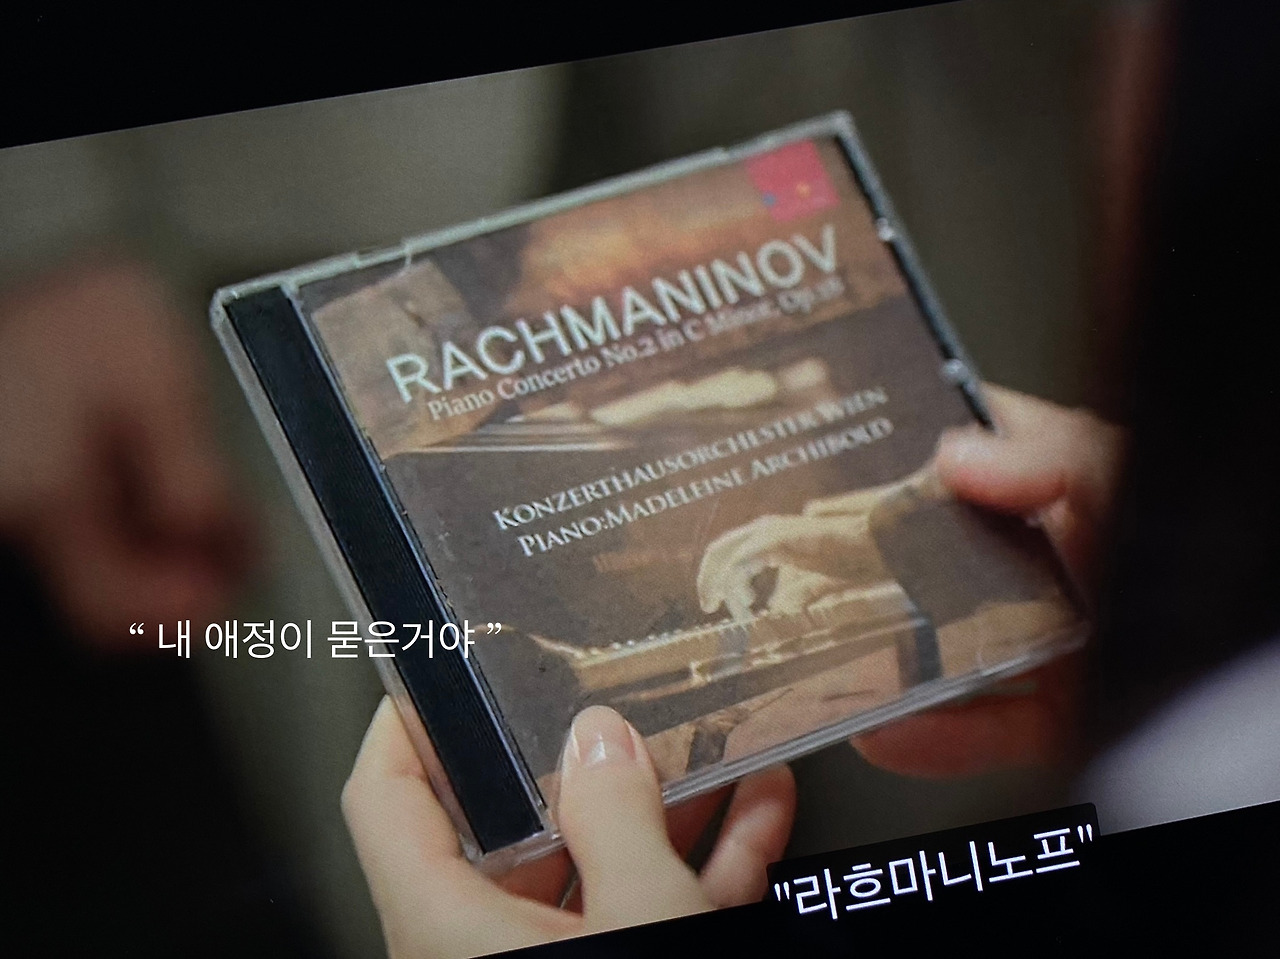 RACHMANINOV
Piano Concerto No.2 in C Minor, Op.18
KONZERTHAUSORCHESTER WIEN
PIANO:MADELEINE ARCHIBOLD
“ 내 애정이 묻은거야 ”
"라흐마니노프"